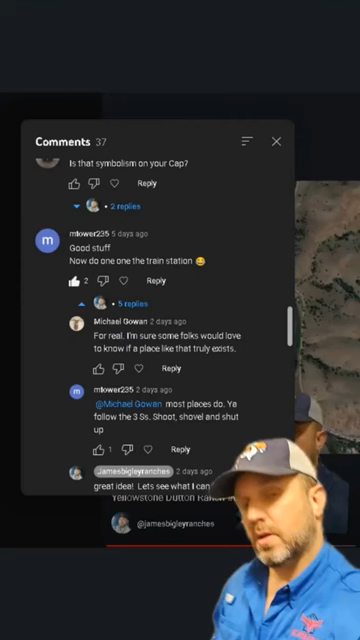 Comments 37
Is that symbolism on your Cap?
Reply
• 2 replies
mlower235 5 days ago
Good stuff
Now do one one the train station 😂
2
Reply
• 5 replies
Michael Gowan 2 days ago
For real, I'm sure some folks would love
to know if a place like that truly exists.
Reply
mlower235 2 days ago
@Michael Gowan most places do. Ya
follow the 3 Ss. Shoot, shovel and shut
up
1
Reply
Jamesbigleyranches 2 days ago
great idea! Lets see what I can
Yellowstone Dutton Ranch
@jamesbigleyranches